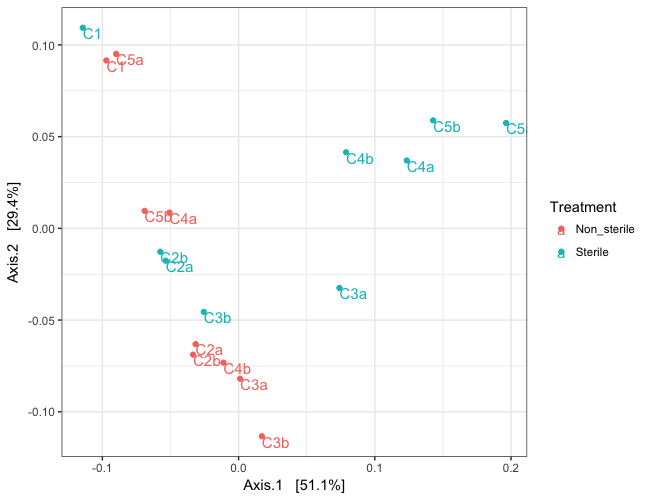 C1
C5a
C1
C5b
C5a
C4b
C4a
C5b
C4a
C2b
C2a
C3a
C3b
C2a
C2b
C4b
C3a
C3b
0.10
0.05
0.00
-0.05
-0.10
-0.1
0.0
0.1
0.2
Axis.1 [51.1%]
Axis.2 [29.4%]
Treatment
a Non_sterile
a Sterile